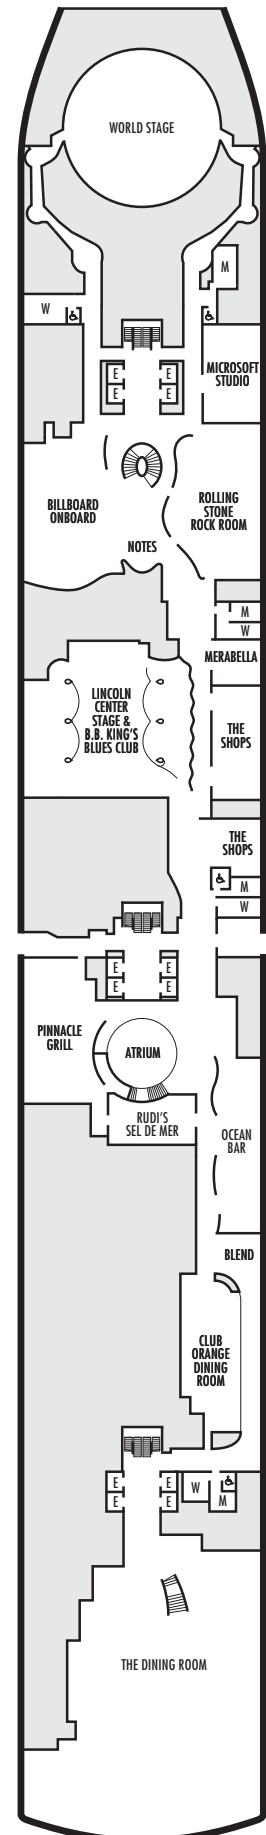 WORLD STAGE
M
W
MICROSOFT
STUDIO
E
E
E
E
BILLBOARD
ONBOARD
ROLLING
STONE
ROCK ROOM
NOTES
M
W
MERABELLA
LINCOLN
CENTER
STAGE &
B.B. KING'S
BLUES CLUB
THE
SHOPS
THE
SHOPS
M
W
E
E
E
E
PINNACLE
GRILL
ATRIUM
RUDI'S
SEL DE MER
OCEAN
BAR
BLEND
CLUB
ORANGE
DINING
ROOM
E
E
E
E
W
M
THE DINING ROOM